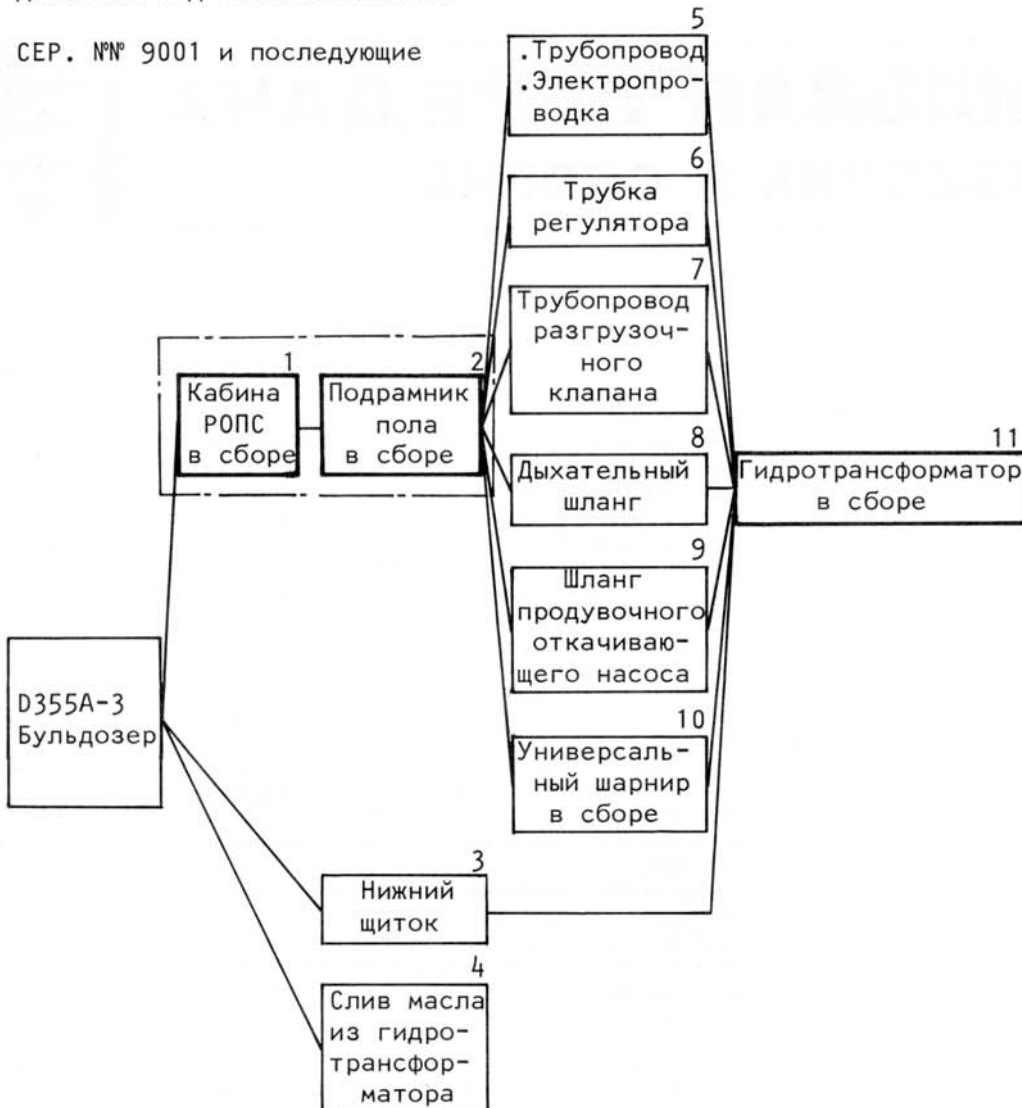 СЕР. №№ 9001 и последующие
5
.Трубопровод
.Электропро-
водка
6
Трубка
регулятора
7
Трубопровод
разгрузоч-
ного
клапана
1
Кабина
РОПС
в сборе
2
Подрамник
пола
в сборе
8
Дыхательный
шланг
11
Гидротрансформатор
в сборе
9
Шланг
продувочного
откачиваю-
щего насоса
D355A-3
Бульдозер
10
Универсаль-
ный шарнир
в сборе
3
Нижний
щиток
4
Слив масла
из гидро-
трансфор-
матора